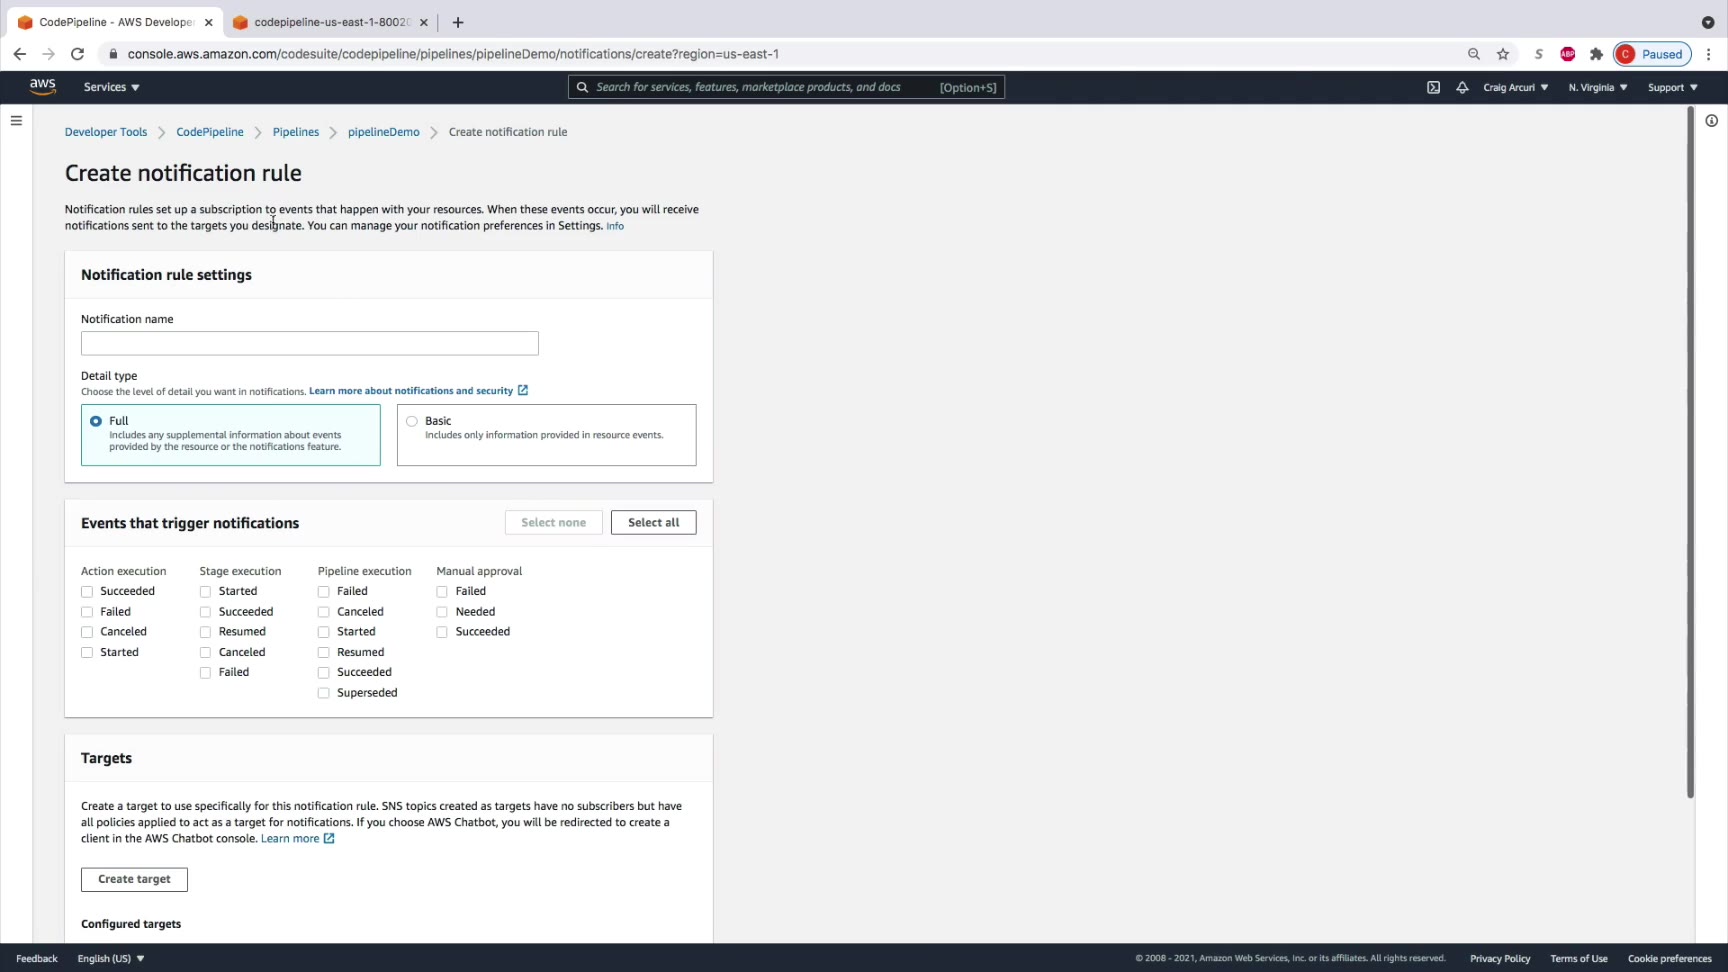 CodePipeline - AWS Develope
codepipeline-us-east-1-8002
console.aws.amazon.com/codesuite/codepipeline/pipelines/pipelineDemo/notifications/create?region=us-east-1
S
ABP
C Paused
aws
Services
Search for services, features, marketplace products, and docs [Option+S]
Craig Arcuri
N. Virginia
Support
Developer Tools
CodePipeline
Pipelines
pipelineDemo
Create notification rule
Create notification rule
Notification rules set up a subscription to events that happen with your resources. When these events occur, you will receive
notifications sent to the targets you designate. You can manage your notification preferences in Settings. Info
Notification rule settings
Notification name
Detail type
Choose the level of detail you want in notifications. Learn more about notifications and security
Full
Includes any supplemental information about events
provided by the resource or the notifications feature.
Basic
Includes only information provided in resource events.
Events that trigger notifications
Select none
Select all
Action execution
Succeeded
Failed
Canceled
Started
Stage execution
Started
Succeeded
Resumed
Canceled
Failed
Pipeline execution
Failed
Canceled
Started
Resumed
Succeeded
Superseded
Manual approval
Failed
Needed
Succeeded
Targets
Create a target to use specifically for this notification rule. SNS topics created as targets have no subscribers but have
all policies applied to act as a target for notifications. If you choose AWS Chatbot, you will be redirected to create a
client in the AWS Chatbot console. Learn more
Create target
Configured targets
Feedback
English (US)
© 2008 - 2021, Amazon Web Services, Inc. or its affiliates. All rights reserved.
Privacy Policy
Terms of Use
Cookie preferences